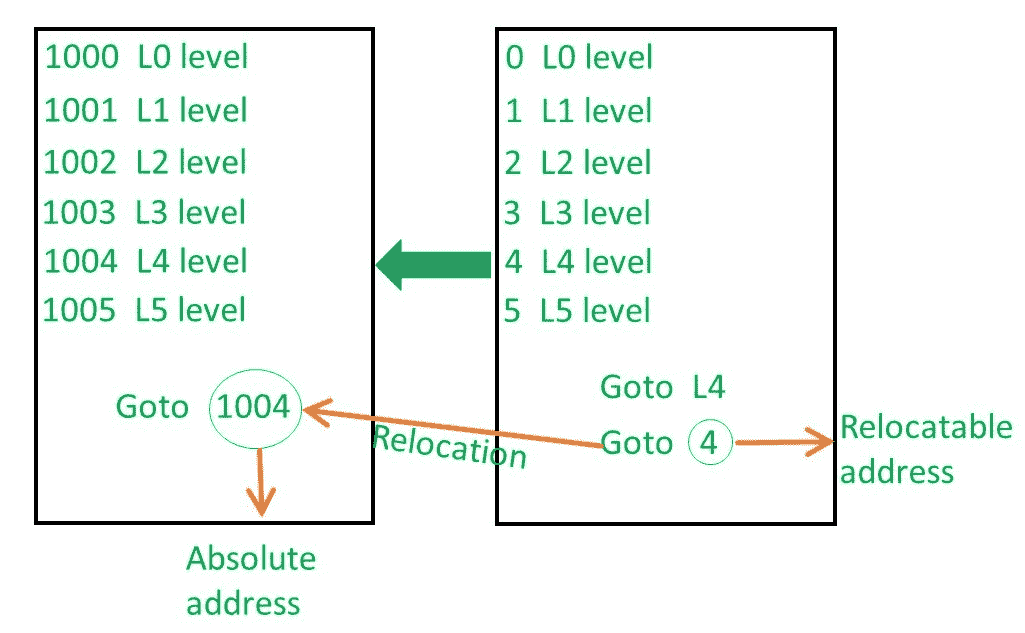 1000 L0 level
1001 L1 level
1002 L2 level
1003 L3 level
1004 L4 level
1005 L5 level
Goto 1004
Absolute
address
Relocation
0 L0 level
1 L1 level
2 L2 level
3 L3 level
4 L4 level
5 L5 level
Goto L4
Goto 4
Relocatable
address